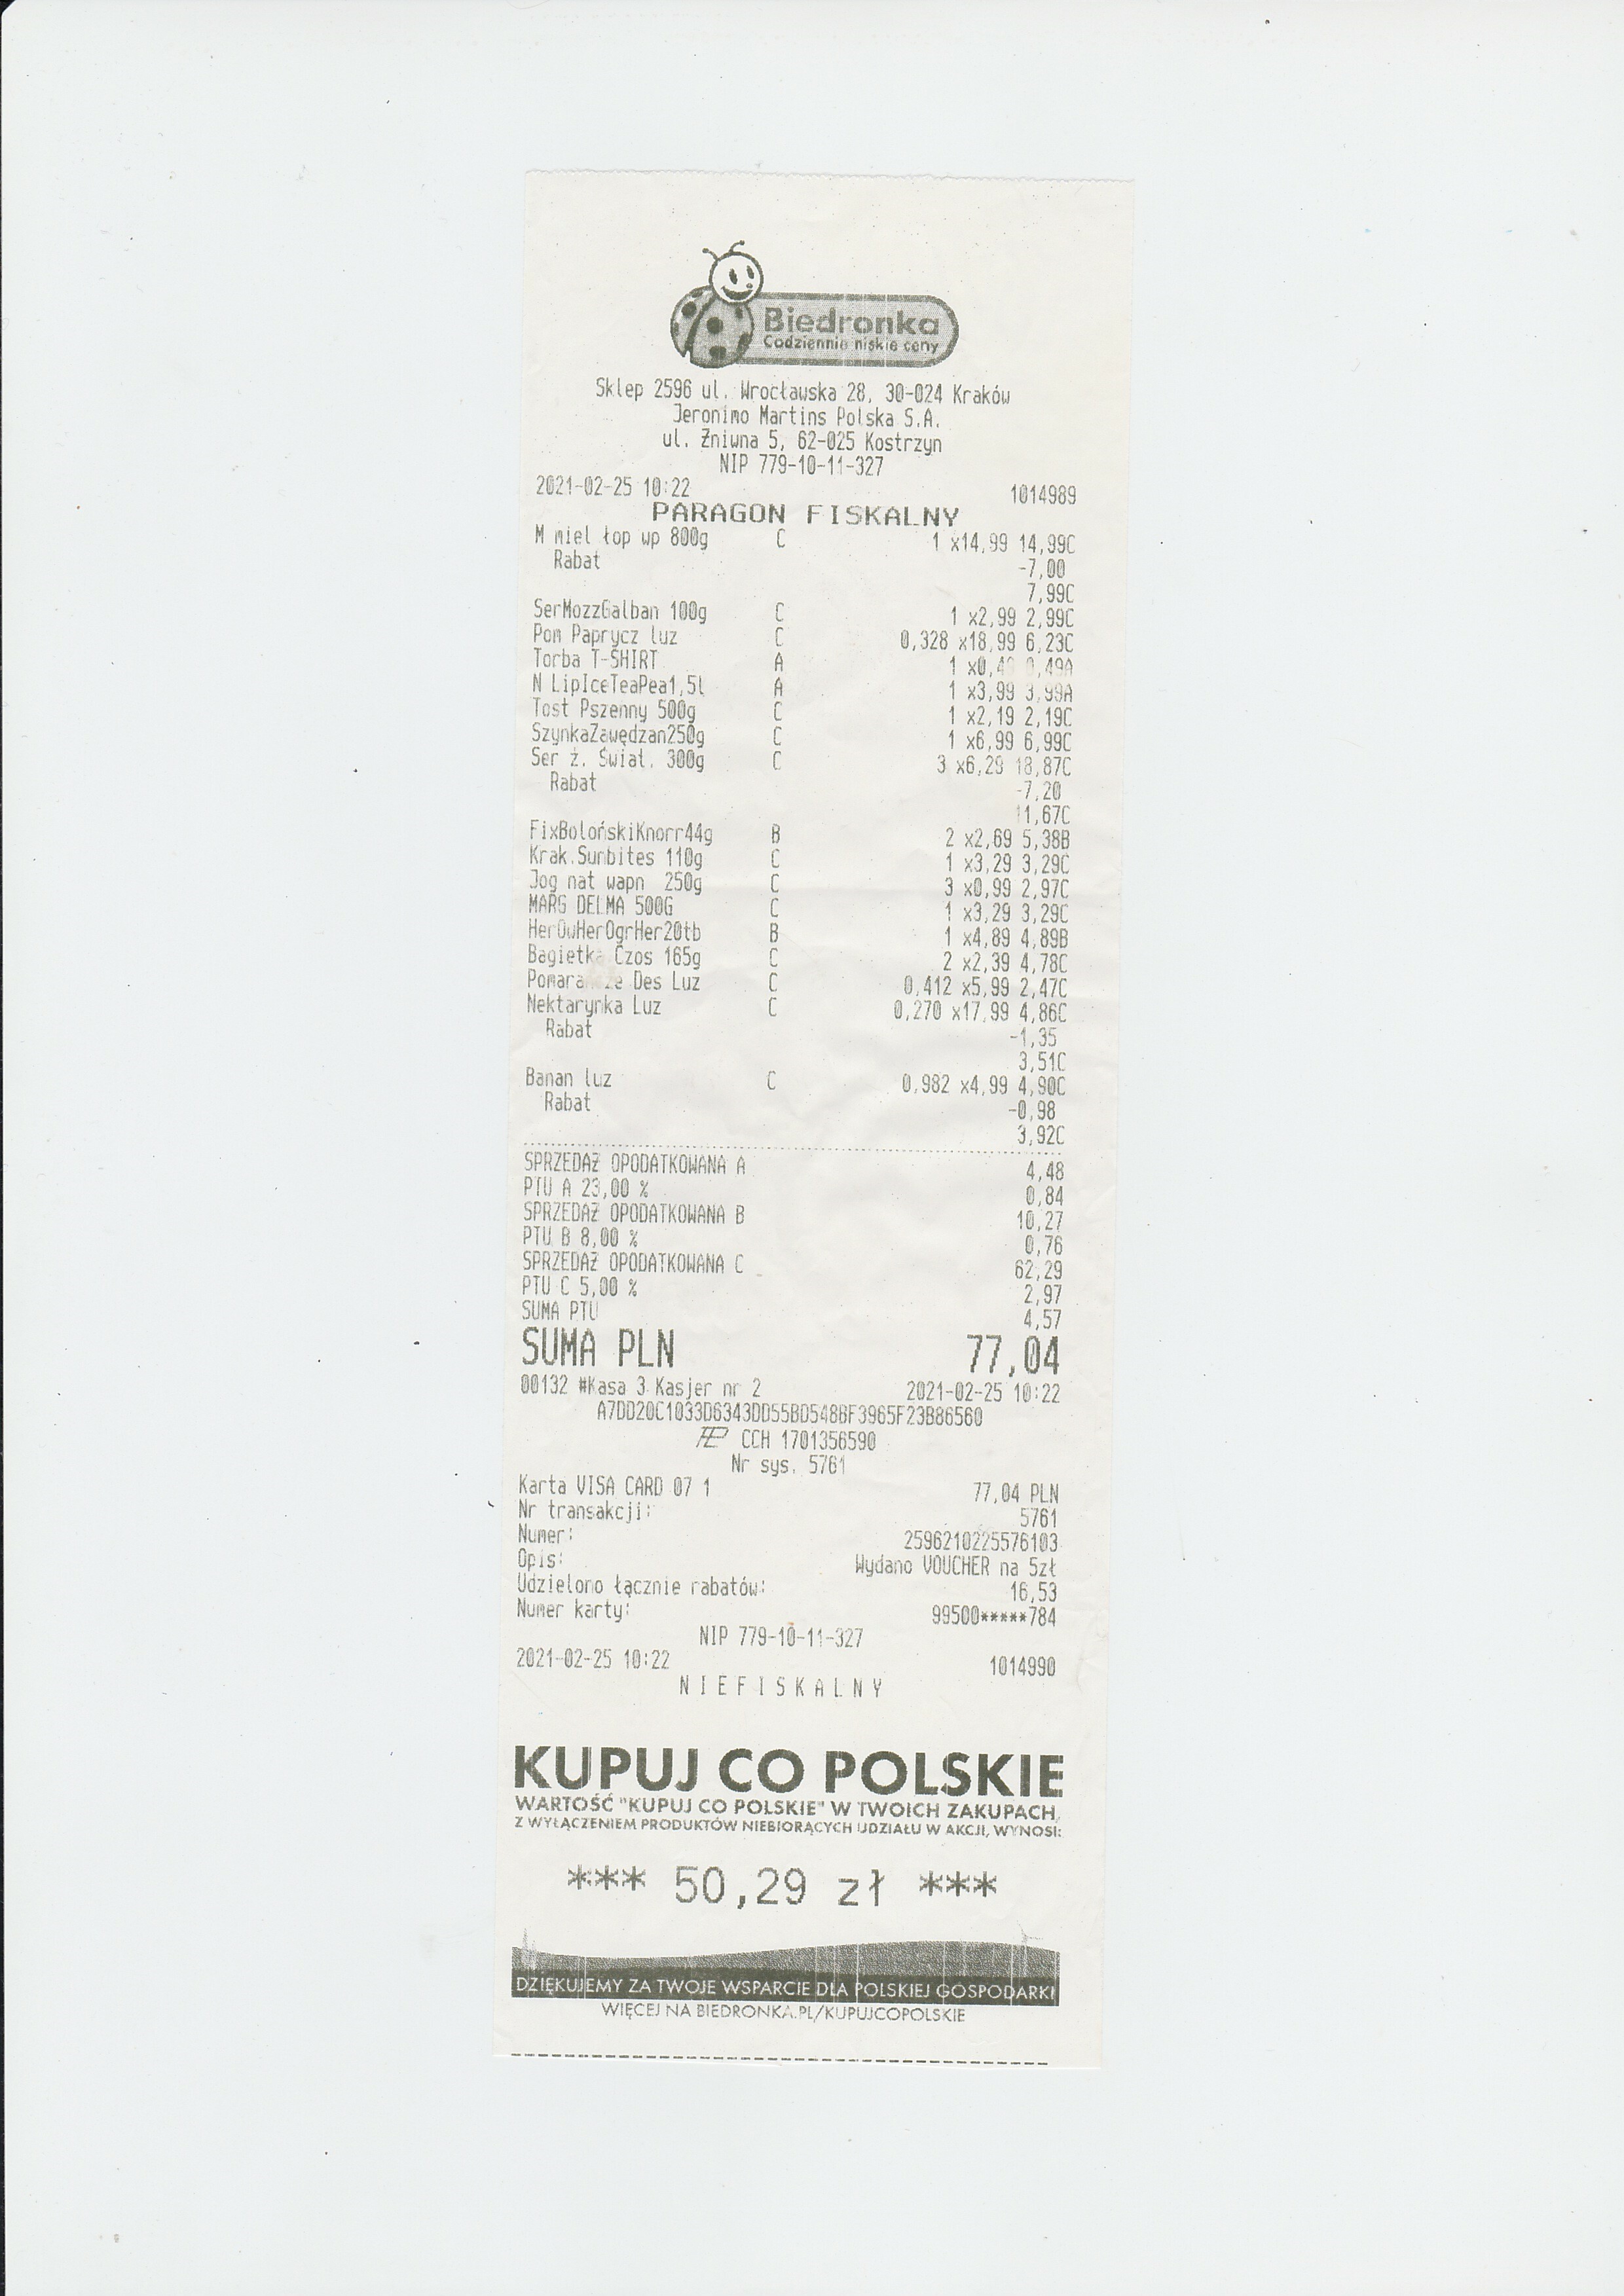 Biedronka
Codziennie niskie ceny
Sklep 2596 ul. Wrocławska 28, 30-024 Kraków
Jeronimo Martins Polska S.A.
ul. Żniwna 5, 62-025 Kostrzyn
NIP 779-10-11-327
2021-02-25 10:22 1014989
PARAGON FISKALNY
M miel łop wp 800g C 1 x14,99 14,99C
Rabat -7,00
7,99C
SerMozzGalban 100g C 1 x2,99 2,99C
Pom Paprycz luz C 0,328 x18,99 6,23C
Torba T-SHIRT A 1 x0,49 0,49A
N LipIceTeaPea1,5l A 1 x3,99 3,99A
Tost Pszenny 500g C 1 x2,19 2,19C
SzynkaZawędzan250g C 1 x6,99 6,99C
Ser ż. Świat. 300g C 3 x6,29 18,87C
Rabat -7,20
11,67C
FixBolońskiKnorr44g B 2 x2,69 5,38B
Krak.Sunbites 110g C 1 x3,29 3,29C
Jog nat wapn 250g C 3 x0,99 2,97C
MARG DELMA 500G C 1 x3,29 3,29C
HerOwHerOgrHer20tb B 1 x4,89 4,89B
Bagietka Czos 165g C 2 x2,39 4,78C
Pomarańcze Des Luz C 0,412 x5,99 2,47C
Nektarynka Luz C 0,270 x17,99 4,86C
Rabat -1,35
3,51C
Banan luz C 0,982 x4,99 4,90C
Rabat -0,98
3,92C
SPRZEDAŻ OPODATKOWANA A 4,48
PTU A 23,00 % 0,84
SPRZEDAŻ OPODATKOWANA B 10,27
PTU B 8,00 % 0,76
SPRZEDAŻ OPODATKOWANA C 62,29
PTU C 5,00 % 2,97
SUMA PTU 4,57
SUMA PLN 77,04
00132 #Kasa 3 Kasjer nr 2 2021-02-25 10:22
A7DD20C1033D6343DD55BD548BF3965F23B86560
CCH 1701356590
Nr sys. 5761
Karta VISA CARD 07 1 77,04 PLN
Nr transakcji: 5761
Numer: 2596210225576103
Opis: Wydano VOUCHER na 5zł
Udzielono łącznie rabatów: 16,53
Numer karty: 99500*****784
NIP 779-10-11-327
2021-02-25 10:22 1014990
NIEFISKALNY
KUPUJ CO POLSKIE
WARTOŚĆ "KUPUJ CO POLSKIE" W TWOICH ZAKUPACH,
Z WYŁĄCZENIEM PRODUKTÓW NIEBIORĄCYCH UDZIAŁU W AKCJI, WYNOSI:
*** 50,29 zł ***
DZIĘKUJEMY ZA TWOJE WSPARCIE DLA POLSKIEJ GOSPODARKI
WIĘCEJ NA BIEDRONKA.PL/KUPUJCOPOLSKIE